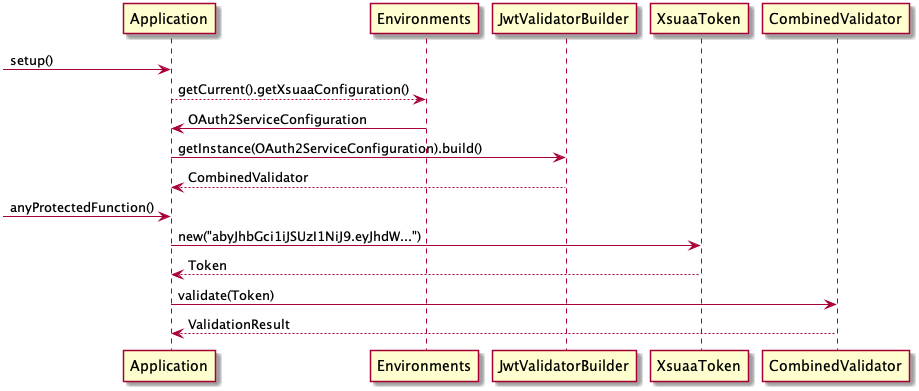 Application Environments JwtValidatorBuilder XsuaaToken CombinedValidator
setup()
getCurrent().getXsuaaConfiguration()
OAuth2ServiceConfiguration
getInstance(OAuth2ServiceConfiguration).build()
CombinedValidator
anyProtectedFunction()
new("abyJhbGci1iJSUzI1NiJ9.eyJhdW...")
Token
validate(Token)
ValidationResult
Application Environments JwtValidatorBuilder XsuaaToken CombinedValidator